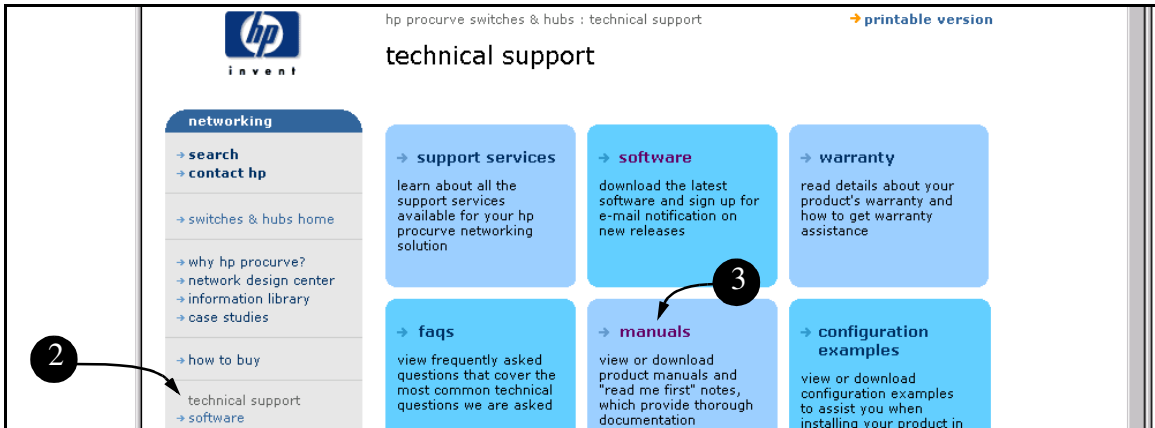 hp procurve switches & hubs : technical support
printable version
hp
invent
technical support
networking
search
contact hp
switches & hubs home
why hp procurve?
network design center
information library
case studies
how to buy
technical support
software
2
support services
learn about all the
support services
available for your hp
procurve networking
solution
software
download the latest
software and sign up for
e-mail notification on
new releases
warranty
read details about your
product's warranty and
how to get warranty
assistance
3
faqs
view frequently asked
questions that cover the
most common technical
questions we are asked
manuals
view or download
product manuals and
"read me first" notes,
which provide thorough
documentation
configuration
examples
view or download
configuration examples
to assist you when
installing your product in